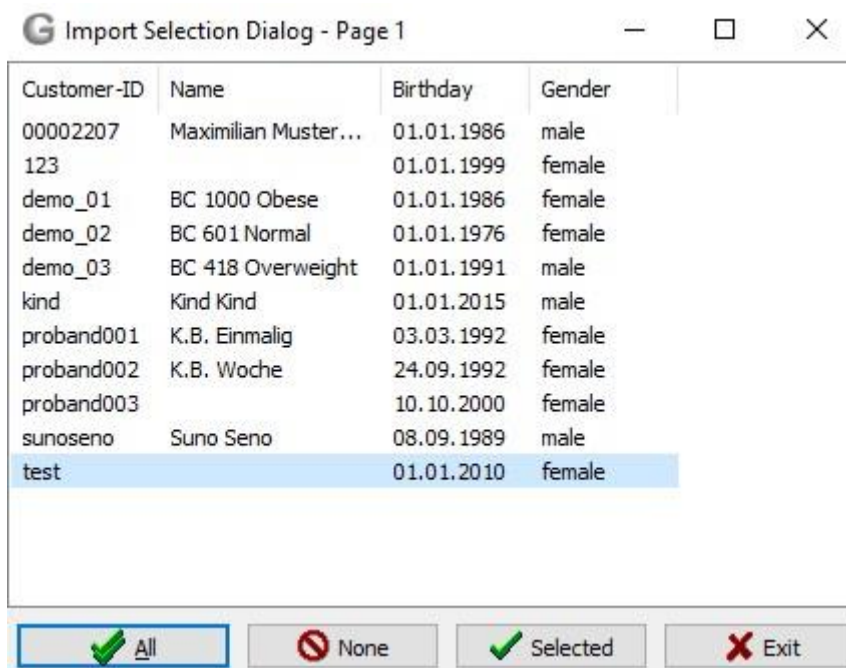 G Import Selection Dialog - Page 1
Customer-ID Name Birthday Gender
00002207 Maximilian Muster... 01.01.1986 male
123 01.01.1999 female
demo_01 BC 1000 Obese 01.01.1986 female
demo_02 BC 601 Normal 01.01.1976 female
demo_03 BC 418 Overweight 01.01.1991 male
kind Kind Kind 01.01.2015 male
proband001 K.B. Einmalig 03.03.1992 female
proband002 K.B. Woche 24.09.1992 female
proband003 10.10.2000 female
sunoseno Suno Seno 08.09.1989 male
test 01.01.2010 female
All None Selected Exit